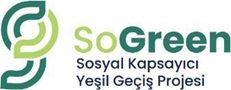 SoGreen
Sosyal Kapsayıcı
Yeşil Geçiş Projesi